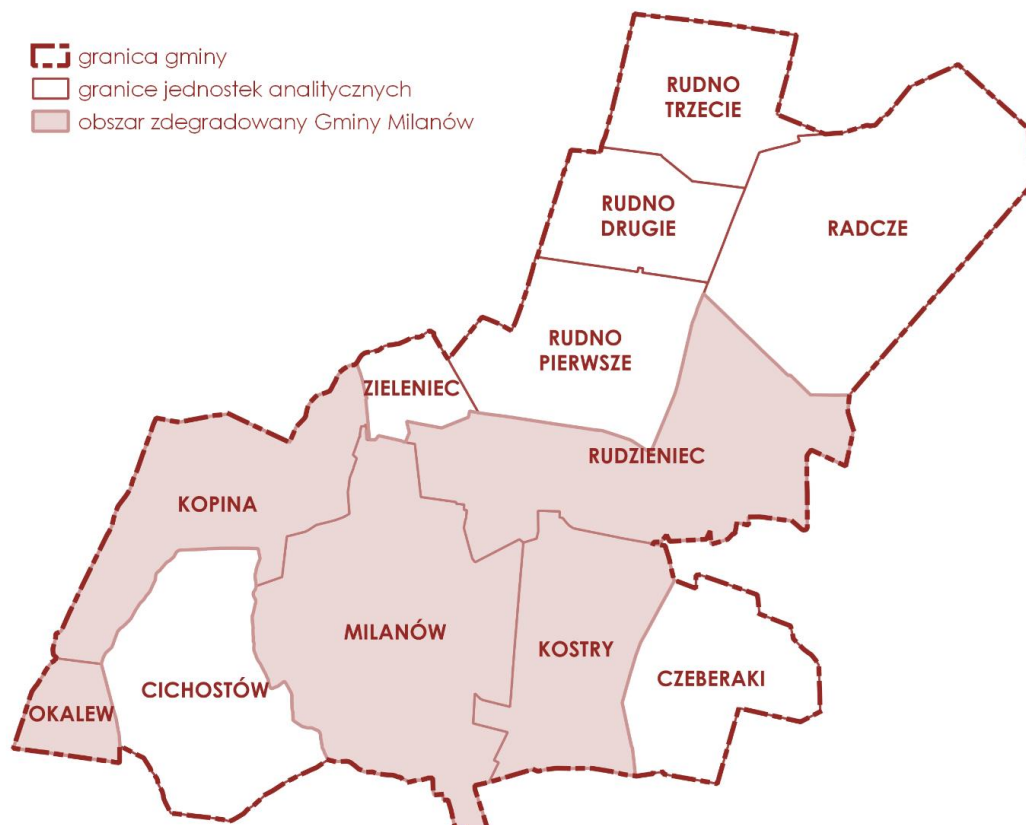 granica gminy
granice jednostek analitycznych
obszar zdegradowany Gminy Milanów
RUDNO
TRZECIE
RUDNO
DRUGIE
RADCZE
RUDNO
PIERWSZE
ZIELENIEC
RUDZIENIEC
KOPINA
MILANÓW
KOSTRY
CZEBERAKI
CICHOSTÓW
OKALEW